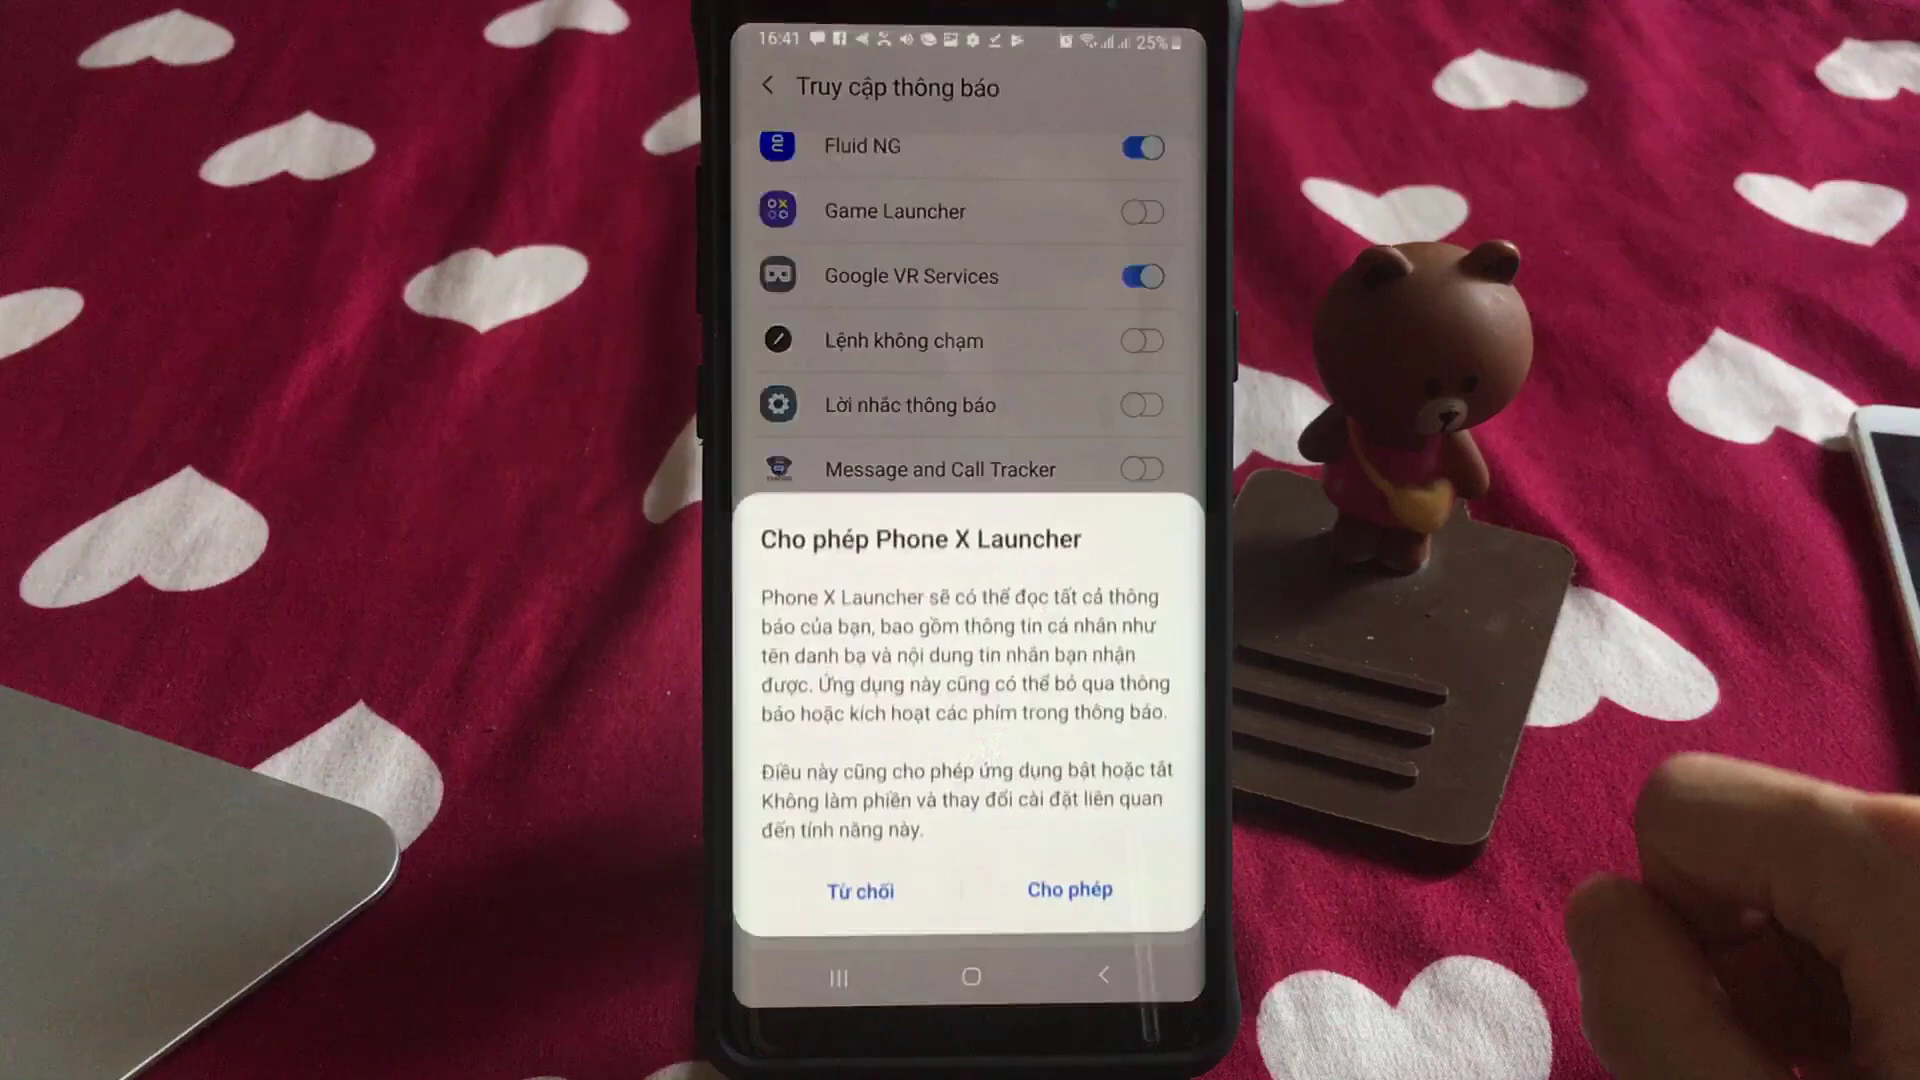 16:41
25%
Truy cập thông báo
Fluid NG
Game Launcher
Google VR Services
Lệnh không chạm
Lời nhắc thông báo
Message and Call Tracker
Cho phép Phone X Launcher
Phone X Launcher sẽ có thể đọc tất cả thông
báo của bạn, bao gồm thông tin cá nhân như
tên danh bạ và nội dung tin nhắn bạn nhận
được. Ứng dụng này cũng có thể bỏ qua thông
báo hoặc kích hoạt các phím trong thông báo.
Điều này cũng cho phép ứng dụng bật hoặc tắt
Không làm phiền và thay đổi cài đặt liên quan
đến tính năng này.
Từ chối
Cho phép